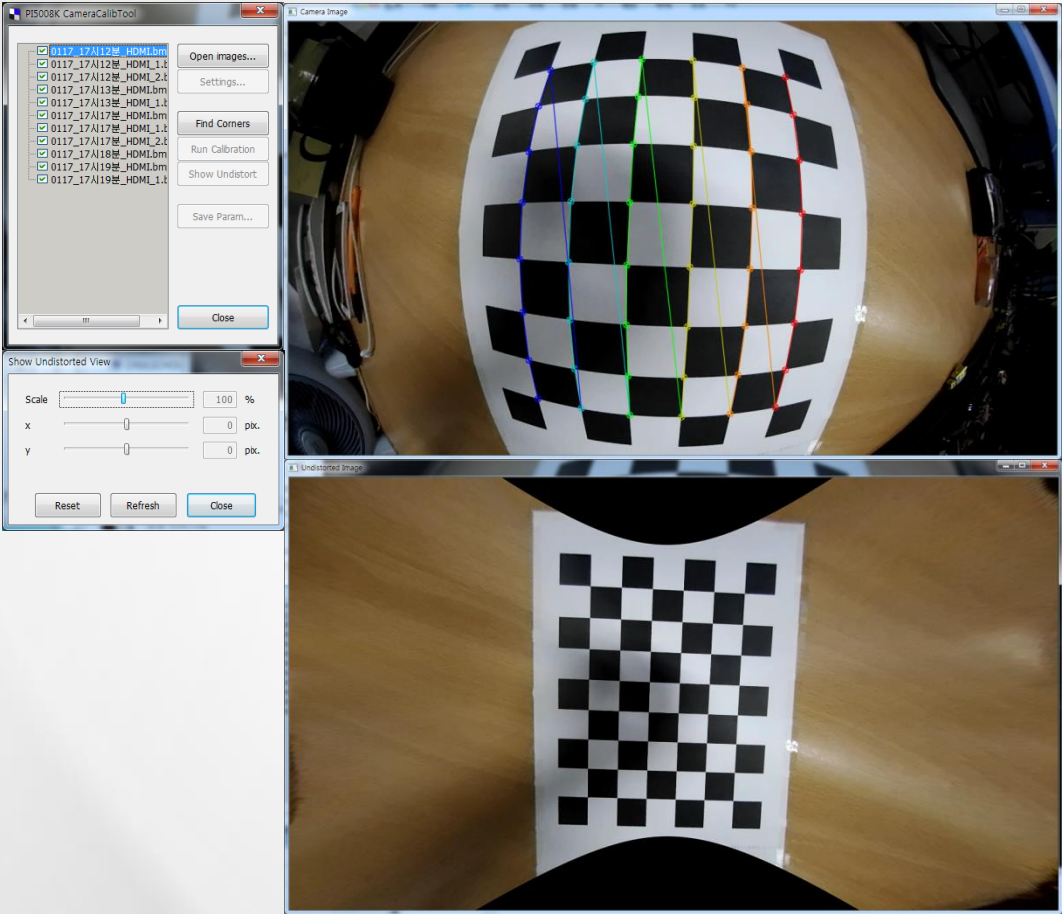 PI5008K CameraCalibTool
0117_17시12분_HDMI.bm
0117_17시12분_HDMI_1.b
0117_17시12분_HDMI_2.b
0117_17시13분_HDMI.bm
0117_17시13분_HDMI_1.b
0117_17시17분_HDMI.bm
0117_17시17분_HDMI_1.b
0117_17시17분_HDMI_2.b
0117_17시18분_HDMI.bm
0117_17시19분_HDMI.bm
0117_17시19분_HDMI_1.b
Open images...
Settings...
Find Corners
Run Calibration
Show Undistort
Save Param...
Close
Show Undistorted View
Scale 100 %
x 0 pix.
y 0 pix.
Reset Refresh Close
Camera Image
Undistorted Image